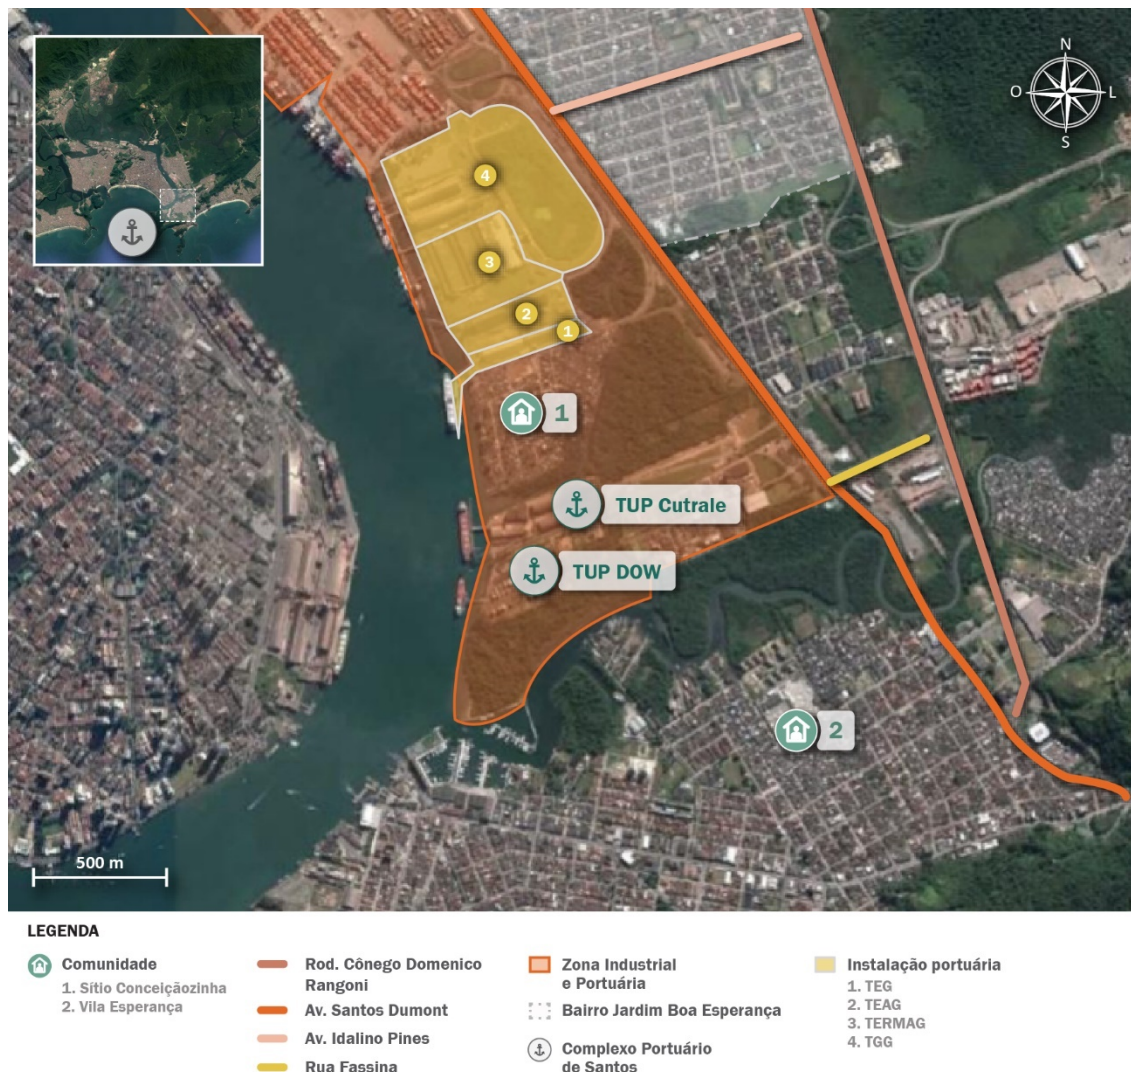 N
O
L
S
4
3
2
1
1
TUP Cutrale
TUP DOW
2
500 m
LEGENDA
Comunidade
1. Sítio Conceiçãozinha
2. Vila Esperança
Rod. Cônego Domenico
Rangoni
Av. Santos Dumont
Av. Idalino Pines
Rua Fassina
Zona Industrial
e Portuária
Bairro Jardim Boa Esperança
Complexo Portuário
de Santos
Instalação portuária
1. TEG
2. TEAG
3. TERMAG
4. TGG